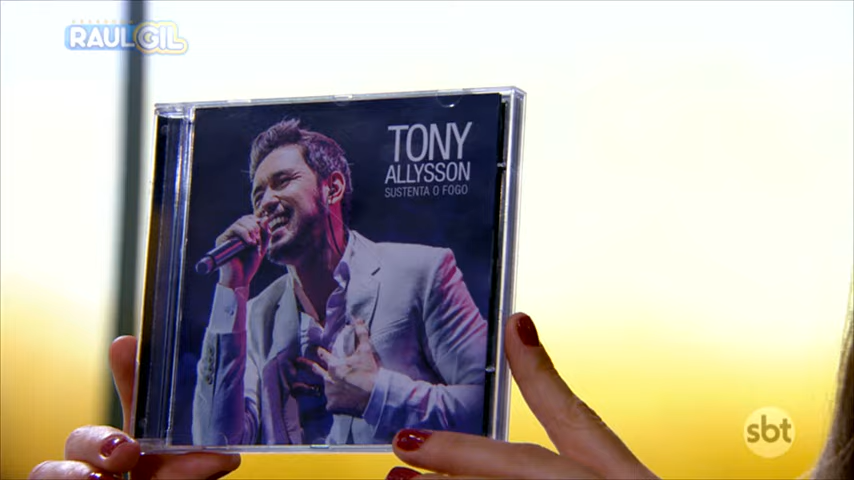 RAUL GIL
TONY
ALLYSSON
SUSTENTA O FOGO
sbt